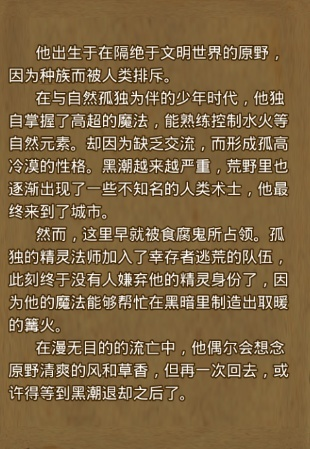 他出生于在隔绝于文明世界的原野，
因为种族而被人类排斥。
在与自然孤独为伴的少年时代，他独
自掌握了高超的魔法，能熟练控制水火等
自然元素。却因为缺乏交流，而形成孤高
冷漠的性格。黑潮越来越严重，荒野里也
逐渐出现了一些不知名的人类术士，他最
终来到了城市。
然而，这里早就被食腐鬼所占领。孤
独的精灵法师加入了幸存者逃荒的队伍，
此刻终于没有人嫌弃他的精灵身份了，因
为他的魔法能够帮忙在黑暗里制造出取暖
的篝火。
在漫无目的的流亡中，他偶尔会想念
原野清爽的风和草香，但再一次回去，或
许得等到黑潮退却之后了。